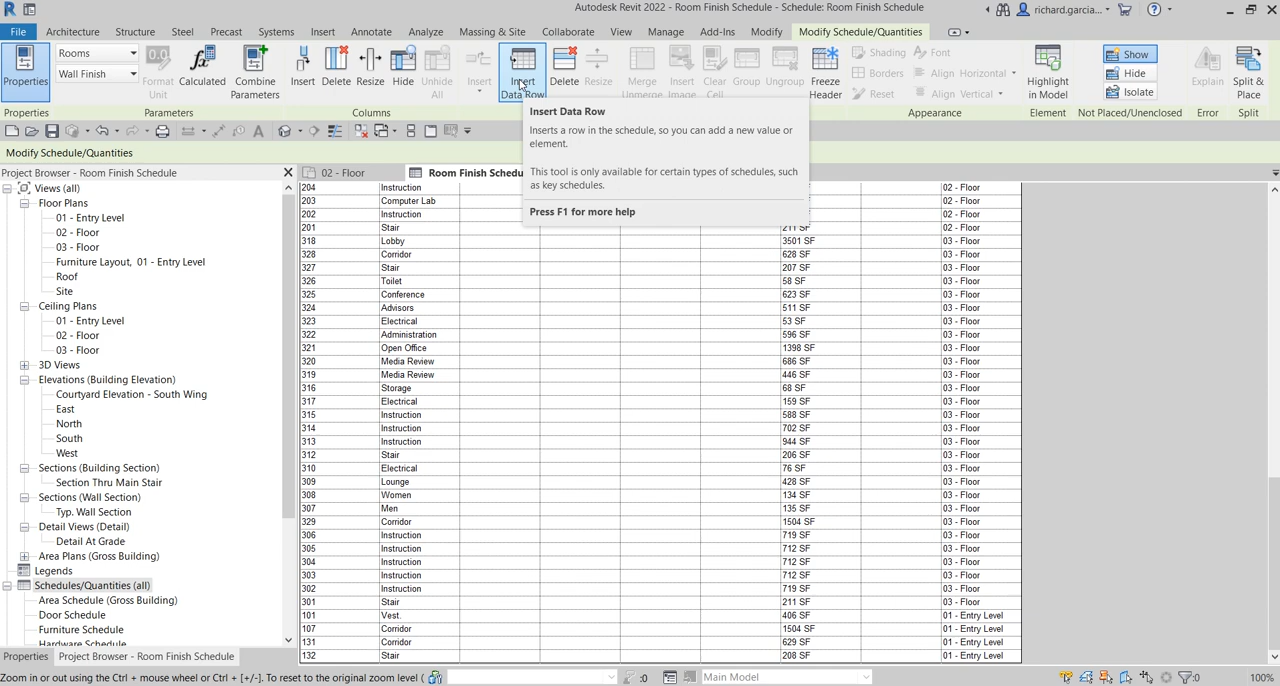 Autodesk Revit 2022 - Room Finish Schedule - Schedule: Room Finish Schedule
richard.garcia...
File Architecture Structure Steel Precast Systems Insert Annotate Analyze Massing & Site Collaborate View Manage Add-Ins Modify Modify Schedule/Quantities
Properties
Rooms
Wall Finish
Format
Unit
Calculated
Combine
Parameters
Insert
Delete
Resize
Hide
Unhide
All
Insert
Insert
Data Row
Delete
Resize
Merge
Unmerge
Insert
Image
Clear
Cell
Group
Ungroup
Freeze
Header
Shading
Borders
Reset
Font
Align Horizontal
Align Vertical
Highlight
in Model
Show
Hide
Isolate
Explain
Split &
Place
Properties Parameters Columns Appearance Element Not Placed/Unenclosed Error Split
Insert Data Row
Inserts a row in the schedule, so you can add a new value or
element.
This tool is only available for certain types of schedules, such
as key schedules.
Press F1 for more help
Modify Schedule/Quantities
Project Browser - Room Finish Schedule
Views (all)
Floor Plans
01 - Entry Level
02 - Floor
03 - Floor
Furniture Layout, 01 - Entry Level
Roof
Site
Ceiling Plans
01 - Entry Level
02 - Floor
03 - Floor
3D Views
Elevations (Building Elevation)
Courtyard Elevation - South Wing
East
North
South
West
Sections (Building Section)
Section Thru Main Stair
Sections (Wall Section)
Typ. Wall Section
Detail Views (Detail)
Detail At Grade
Area Plans (Gross Building)
Legends
Schedules/Quantities (all)
Area Schedule (Gross Building)
Door Schedule
Furniture Schedule
Hardware Schedule
Properties Project Browser - Room Finish Schedule
02 - Floor Room Finish Schedu
204 Instruction 02 - Floor
203 Computer Lab 02 - Floor
202 Instruction 02 - Floor
201 Stair 211 SF 02 - Floor
318 Lobby 3501 SF 03 - Floor
328 Corridor 628 SF 03 - Floor
327 Stair 207 SF 03 - Floor
326 Toilet 58 SF 03 - Floor
325 Conference 623 SF 03 - Floor
324 Advisors 511 SF 03 - Floor
323 Electrical 53 SF 03 - Floor
322 Administration 596 SF 03 - Floor
321 Open Office 1398 SF 03 - Floor
320 Media Review 686 SF 03 - Floor
319 Media Review 446 SF 03 - Floor
316 Storage 68 SF 03 - Floor
317 Electrical 159 SF 03 - Floor
315 Instruction 588 SF 03 - Floor
314 Instruction 702 SF 03 - Floor
313 Instruction 944 SF 03 - Floor
312 Stair 206 SF 03 - Floor
310 Electrical 76 SF 03 - Floor
309 Lounge 428 SF 03 - Floor
308 Women 134 SF 03 - Floor
307 Men 135 SF 03 - Floor
329 Corridor 1504 SF 03 - Floor
306 Instruction 719 SF 03 - Floor
305 Instruction 712 SF 03 - Floor
304 Instruction 712 SF 03 - Floor
303 Instruction 712 SF 03 - Floor
302 Instruction 719 SF 03 - Floor
301 Stair 211 SF 03 - Floor
101 Vest. 406 SF 01 - Entry Level
107 Corridor 1504 SF 01 - Entry Level
131 Corridor 629 SF 01 - Entry Level
132 Stair 208 SF 01 - Entry Level
Zoom in or out using the Ctrl + mouse wheel or Ctrl + [+/-]. To reset to the original zoom level ( :0 Main Model :0 100%